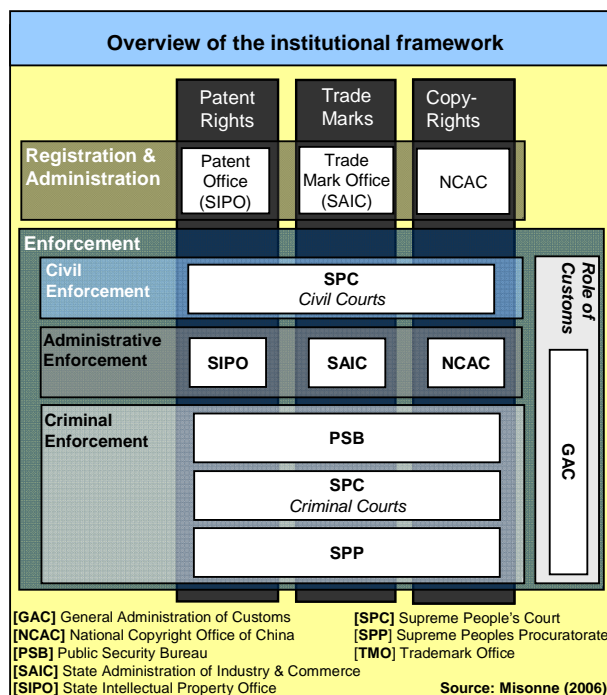 Overview of the institutional framework
Patent
Rights
Trade
Marks
Copy-
Rights
Registration &
Administration
Patent
Office
(SIPO)
Trade
Mark Office
(SAIC)
NCAC
Enforcement
Civil
Enforcement
SPC
Civil Courts
Role of
Customs
Administrative
Enforcement
SIPO
SAIC
NCAC
Criminal
Enforcement
PSB
SPC
Criminal Courts
SPP
GAC
[GAC] General Administration of Customs
[NCAC] National Copyright Office of China
[PSB] Public Security Bureau
[SAIC] State Administration of Industry & Commerce
[SIPO] State Intellectual Property Office
[SPC] Supreme People's Court
[SPP] Supreme Peoples Procuratorate
[TMO] Trademark Office
Source: Misonne (2006)